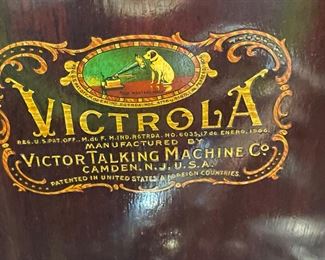 VICTROLA
REG. U.S. PAT. OFF. M. de F. M. IND. RGTRDA. NO. 6035, 17 de ENERO, 1906.
MANUFACTURED BY
VICTOR TALKING MACHINE Co.
CAMDEN, N.J. U.S.A.
PATENTED IN UNITED STATES & FOREIGN COUNTRIES.